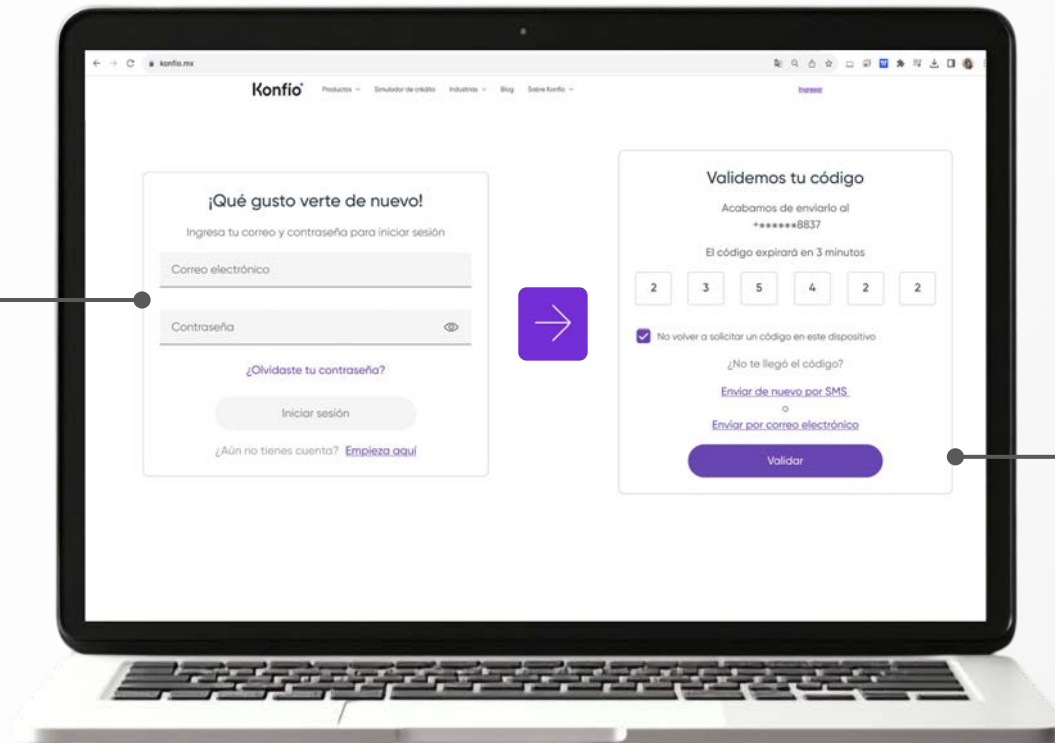 konfio.mx
Konfío
Productos
Simulador de crédito
Industrias
Blog
Sobre Konfío
Ingresar
¡Qué gusto verte de nuevo!
Ingresa tu correo y contraseña para iniciar sesión
Correo electrónico
Contraseña
¿Olvidaste tu contraseña?
Iniciar sesión
¿Aún no tienes cuenta? Empieza aquí
Validemos tu código
Acabamos de enviarlo al
+******8837
El código expirará en 3 minutos
2 3 5 4 2 2
No volver a solicitar un código en este dispositivo
¿No te llegó el código?
Enviar de nuevo por SMS
o
Enviar por correo electrónico
Validar